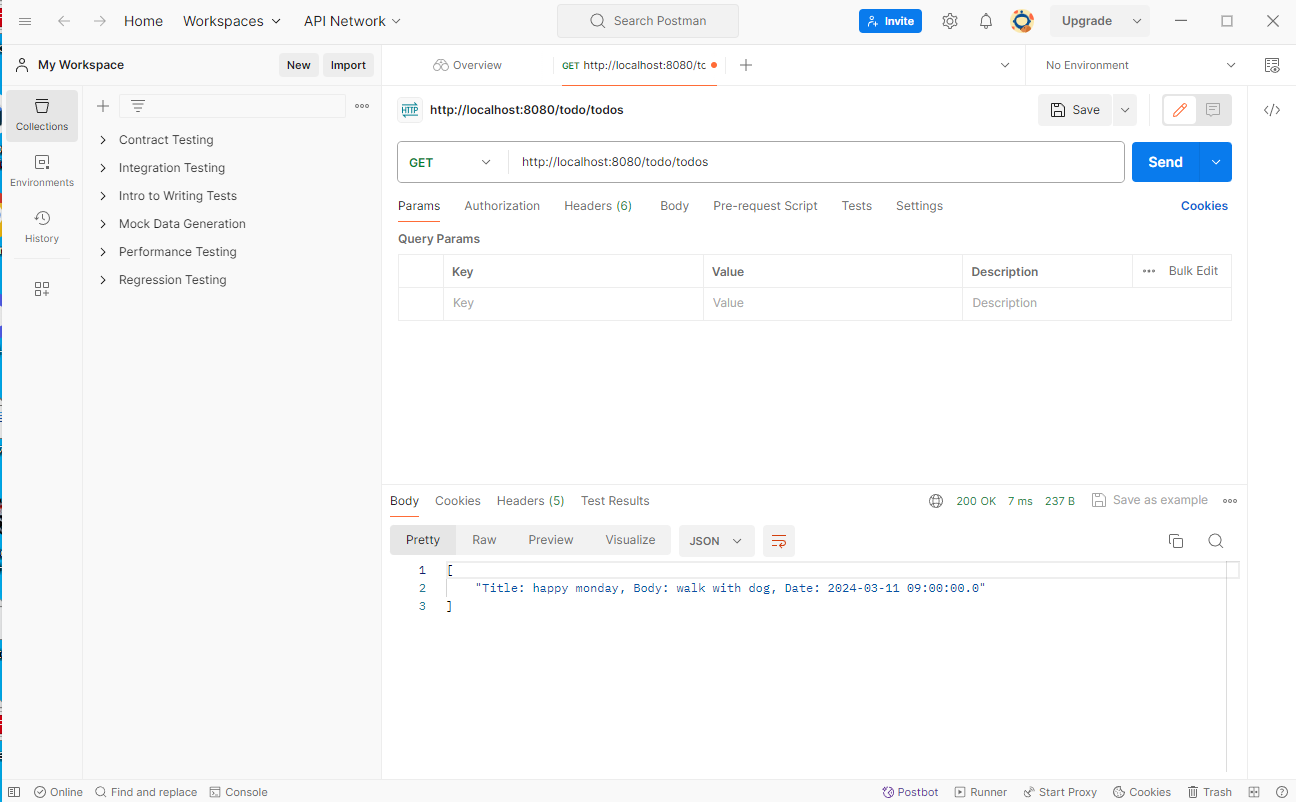 Home Workspaces API Network Search Postman Invite Upgrade
My Workspace New Import Overview GET http://localhost:8080/tc No Environment
Collections
Environments
History
Contract Testing
Integration Testing
Intro to Writing Tests
Mock Data Generation
Performance Testing
Regression Testing
HTTP http://localhost:8080/todo/todos Save
GET http://localhost:8080/todo/todos Send
Params Authorization Headers (6) Body Pre-request Script Tests Settings Cookies
Query Params
Key Value Description ••• Bulk Edit
Key Value Description
Body Cookies Headers (5) Test Results 200 OK 7 ms 237 B Save as example
Pretty Raw Preview Visualize JSON
1 [
2 "Title: happy monday, Body: walk with dog, Date: 2024-03-11 09:00:00.0"
3 ]
Online Find and replace Console Postbot Runner Start Proxy Cookies Trash